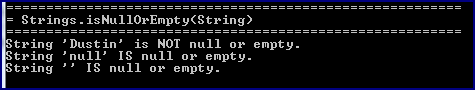 ==========================================================
= Strings.isNullOrEmpty(String)
==========================================================
String 'Dustin' is NOT null or empty.
String 'null' IS null or empty.
String '' IS null or empty.